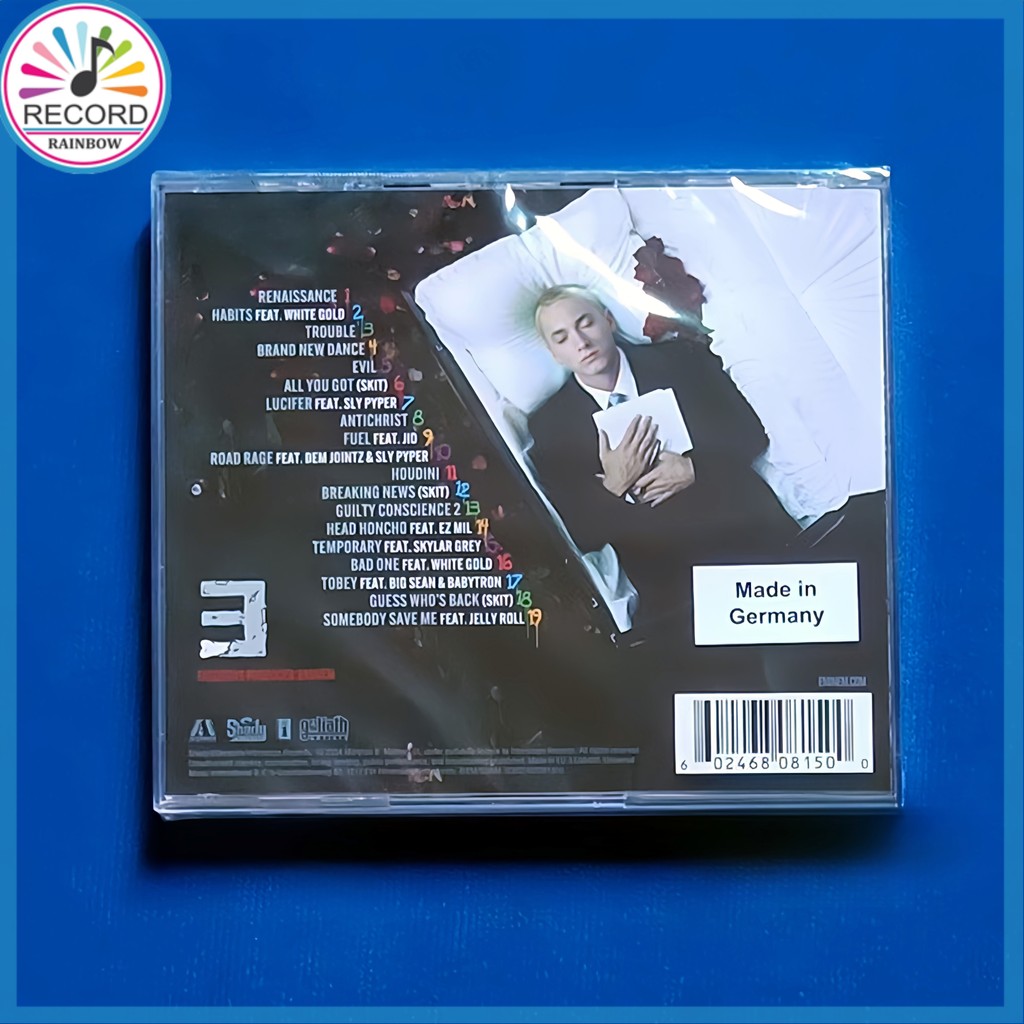 RECORD
RAINBOW
RENAISSANCE 1
HABITS FEAT. WHITE GOLD 2
TROUBLE 3
BRAND NEW DANCE 4
EVIL 5
ALL YOU GOT (SKIT) 6
LUCIFER FEAT. SLY PYPER 7
ANTICHRIST 8
FUEL FEAT. JID 9
ROAD RAGE FEAT. DEM JOINTZ & SLY PYPER 10
HOUDINI 11
BREAKING NEWS (SKIT) 12
GUILTY CONSCIENCE 2 13
HEAD HONCHO FEAT. EZ MIL 14
TEMPORARY FEAT. SKYLAR GREY 15
BAD ONE FEAT. WHITE GOLD 16
TOBEY FEAT. BIG SEAN & BABYTRON 17
GUESS WHO'S BACK (SKIT) 18
SOMEBODY SAVE ME FEAT. JELLY ROLL 19
Made in
Germany
EMINEM.COM
Shady
goliath
6 02468 08150 0